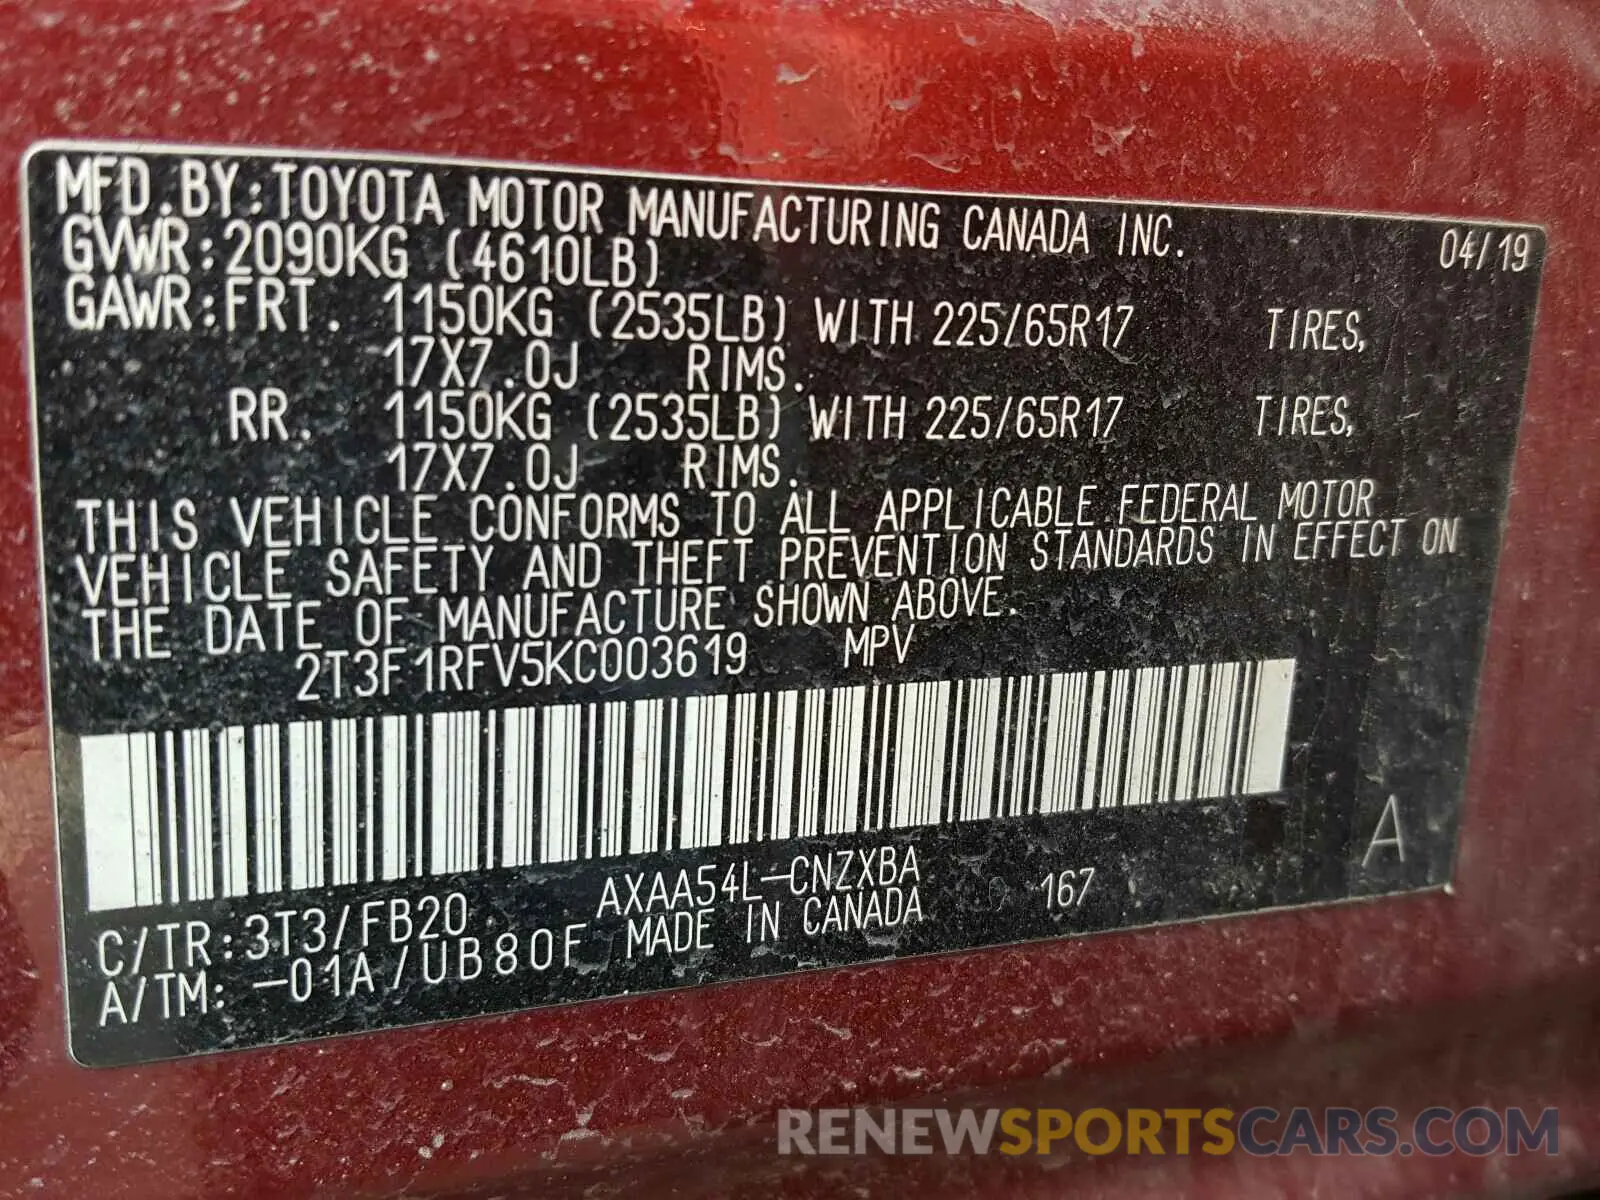 MFD.BY:TOYOTA MOTOR MANUFACTURING CANADA INC. 04/19
GVWR:2090KG (4610LB)
GAWR:FRT. 1150KG (2535LB) WITH 225/65R17 TIRES,
17X7.0J RIMS.
RR. 1150KG (2535LB) WITH 225/65R17 TIRES,
17X7.0J RIMS.
THIS VEHICLE CONFORMS TO ALL APPLICABLE FEDERAL MOTOR
VEHICLE SAFETY AND THEFT PREVENTION STANDARDS IN EFFECT ON
THE DATE OF MANUFACTURE SHOWN ABOVE.
2T3F1RFV5KC003619 MPV
A
C/TR:3T3/FB20 AXAA54L-CNZXBA 167
A/TM:-01A/UB80F MADE IN CANADA
RENEWSPORTSCARS.COM